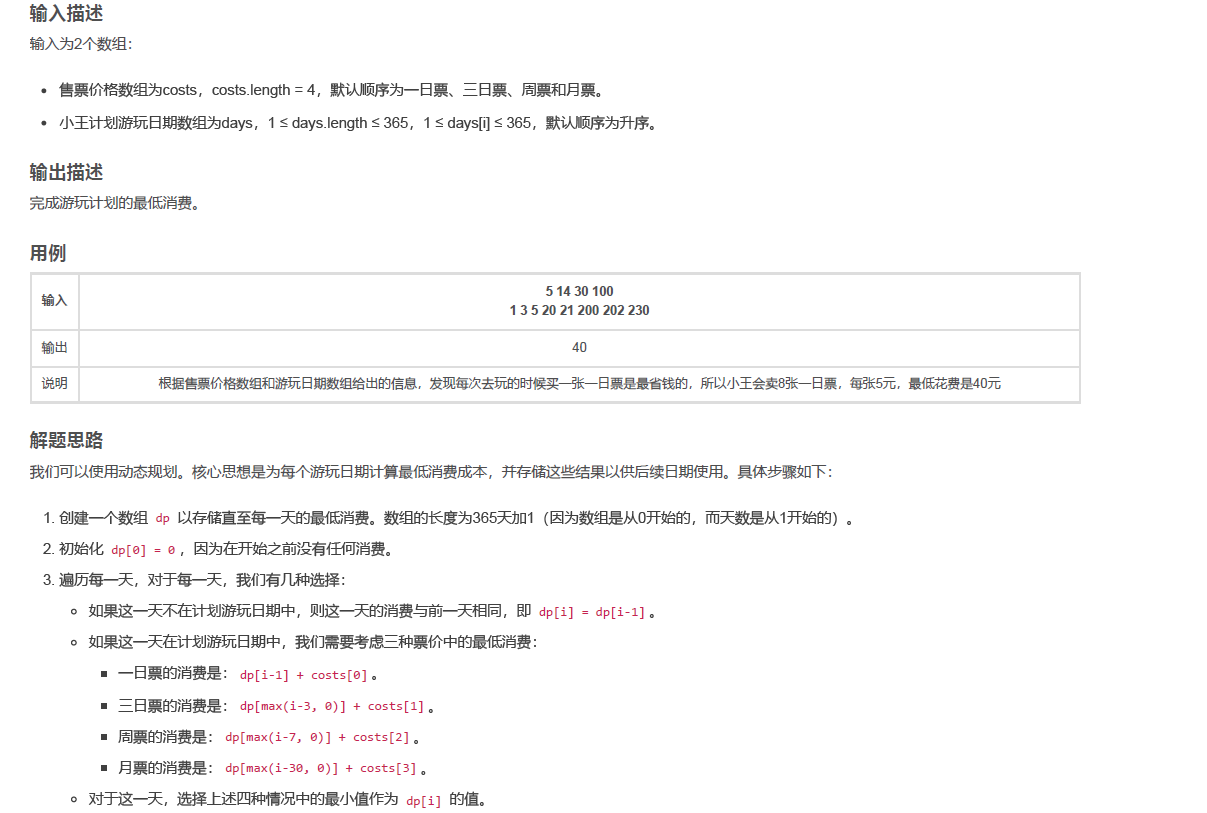 输入描述
输入为2个数组：
售票价格数组为costs，costs.length = 4，默认顺序为一日票、三日票、周票和月票。
小王计划游玩日期数组为days，1 ≤ days.length ≤ 365，1 ≤ days[i] ≤ 365，默认顺序为升序。
输出描述
完成游玩计划的最低消费。
用例
输入 5 14 30 100
1 3 5 20 21 200 202 230
输出 40
说明 根据售票价格数组和游玩日期数组给出的信息，发现每次去玩的时候买一张一日票是最省钱的，所以小王会卖8张一日票，每张5元，最低花费是40元
解题思路
我们可以使用动态规划。核心思想是为每个游玩日期计算最低消费成本，并存储这些结果以供后续日期使用。具体步骤如下：
1. 创建一个数组 dp 以存储直至每一天的最低消费。数组的长度为365天加1（因为数组是从0开始的，而天数是从1开始的）。
2. 初始化 dp[0] = 0 ，因为在开始之前没有任何消费。
3. 遍历每一天，对于每一天，我们有几种选择：
如果这一天不在计划游玩日期中，则这一天的消费与前一天相同，即 dp[i] = dp[i-1] 。
如果这一天在计划游玩日期中，我们需要考虑三种票价中的最低消费：
一日票的消费是： dp[i-1] + costs[0] 。
三日票的消费是： dp[max(i-3, 0)] + costs[1] 。
周票的消费是： dp[max(i-7, 0)] + costs[2] 。
月票的消费是： dp[max(i-30, 0)] + costs[3] 。
对于这一天，选择上述四种情况中的最小值作为 dp[i] 的值。